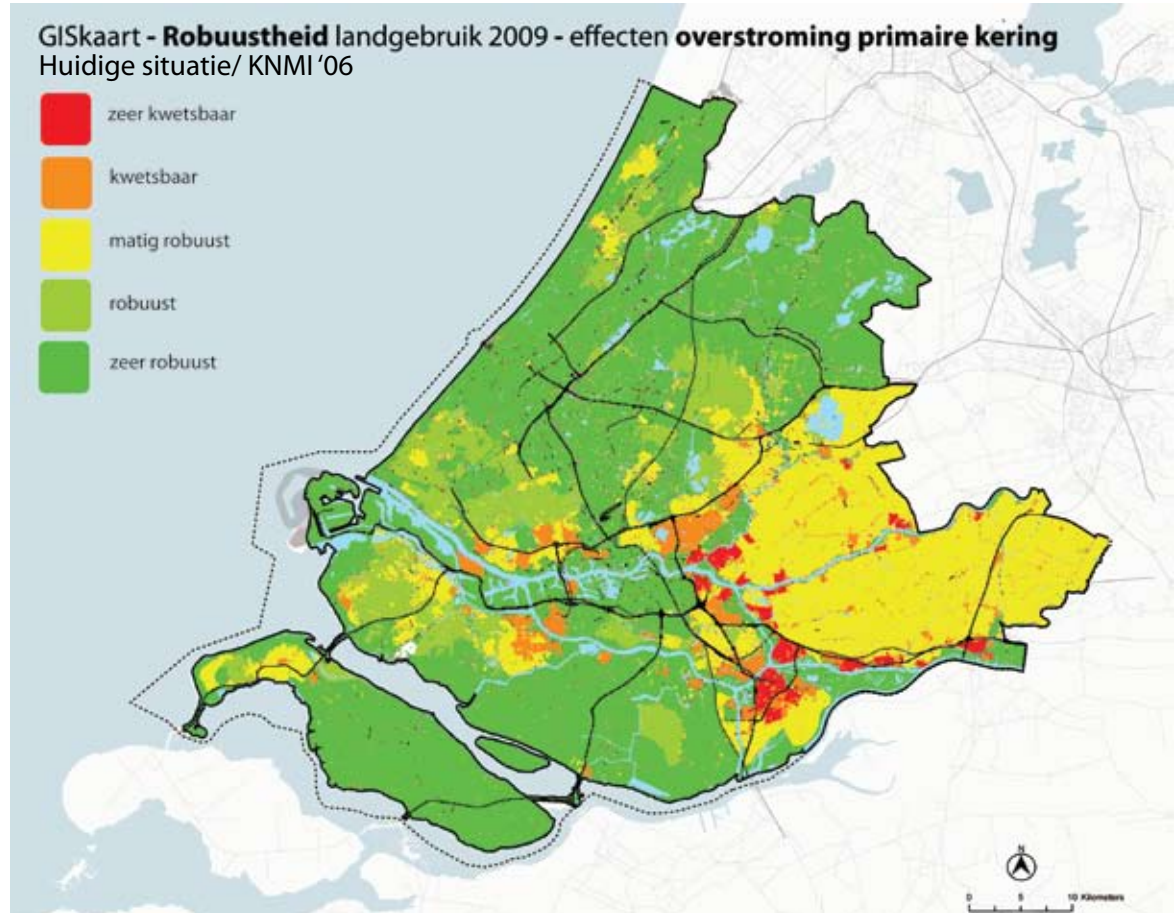 GISkaart - Robuustheid landgebruik 2009 - effecten overstroming primaire kering
Huidige situatie/ KNMI '06
zeer kwetsbaar
kwetsbaar
matig robuust
robuust
zeer robuust
N
0 5 10 Kilometers